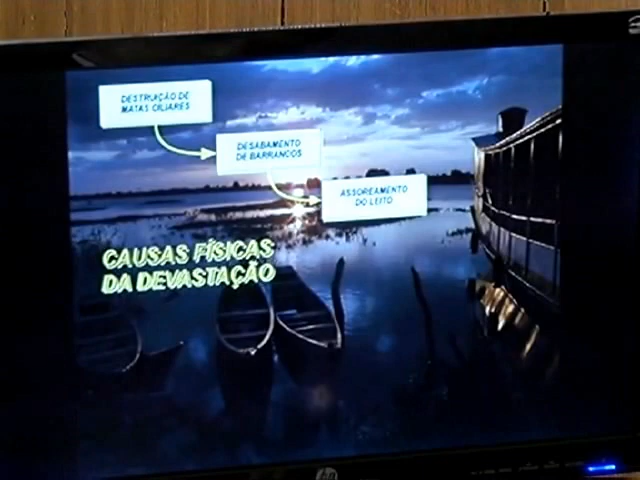 DESTRUIÇÃO DE
MATAS CILIARES
DESABAMENTO
DE BARRANCOS
ASSOREAMENTO
DO LEITO
CAUSAS FÍSICAS
DA DEVASTAÇÃO
hp